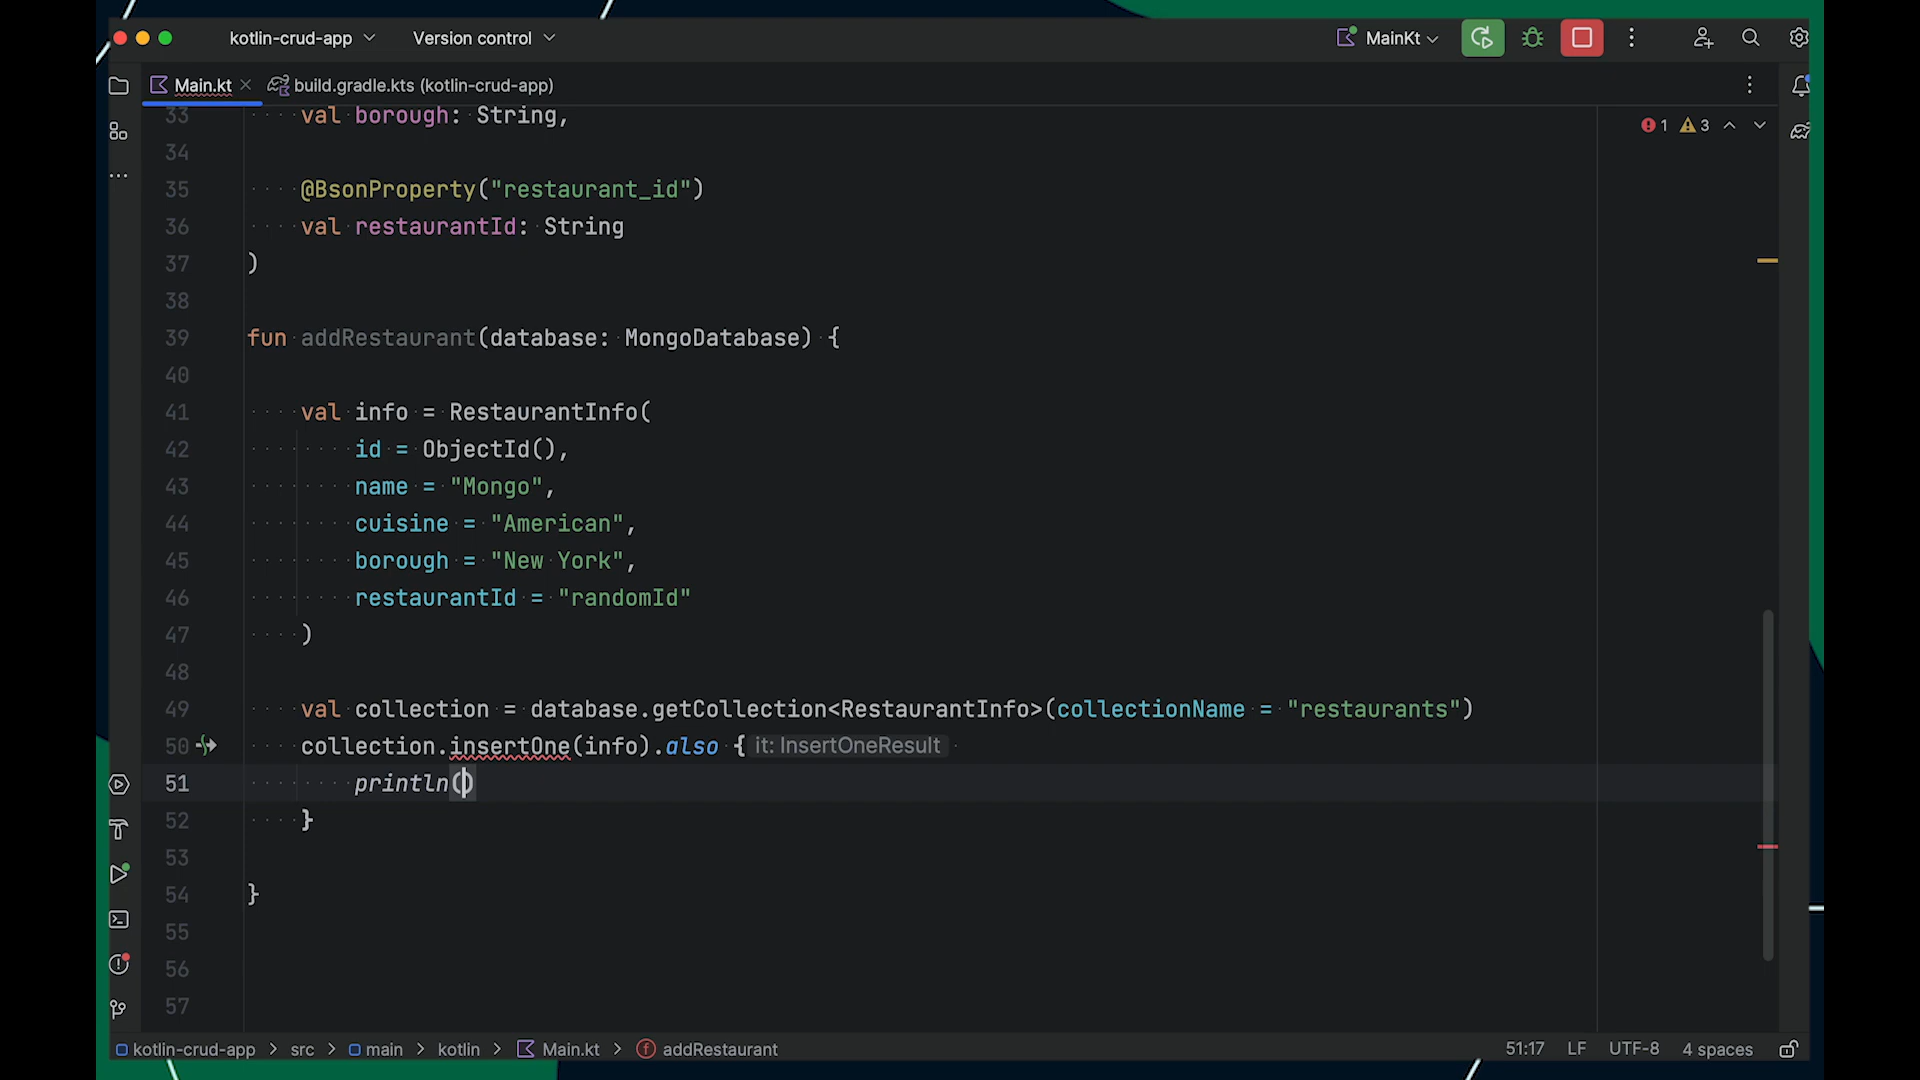 kotlin-crud-app Version control MainKt
Main.kt build.gradle.kts (kotlin-crud-app)
33 val borough: String,
1 3
34
35 @BsonProperty("restaurant_id")
36 val restaurantId: String
37 )
38
39 fun addRestaurant(database: MongoDatabase) {
40
41 val info = RestaurantInfo(
42 id = ObjectId(),
43 name = "Mongo",
44 cuisine = "American",
45 borough = "New York",
46 restaurantId = "randomId"
47 )
48
49 val collection = database.getCollection<RestaurantInfo>(collectionName = "restaurants")
50 collection.insertOne(info).also { it: InsertOneResult
51 println()
52 }
53
54 }
55
56
57
kotlin-crud-app > src > main > kotlin > Main.kt > addRestaurant 51:17 LF UTF-8 4 spaces